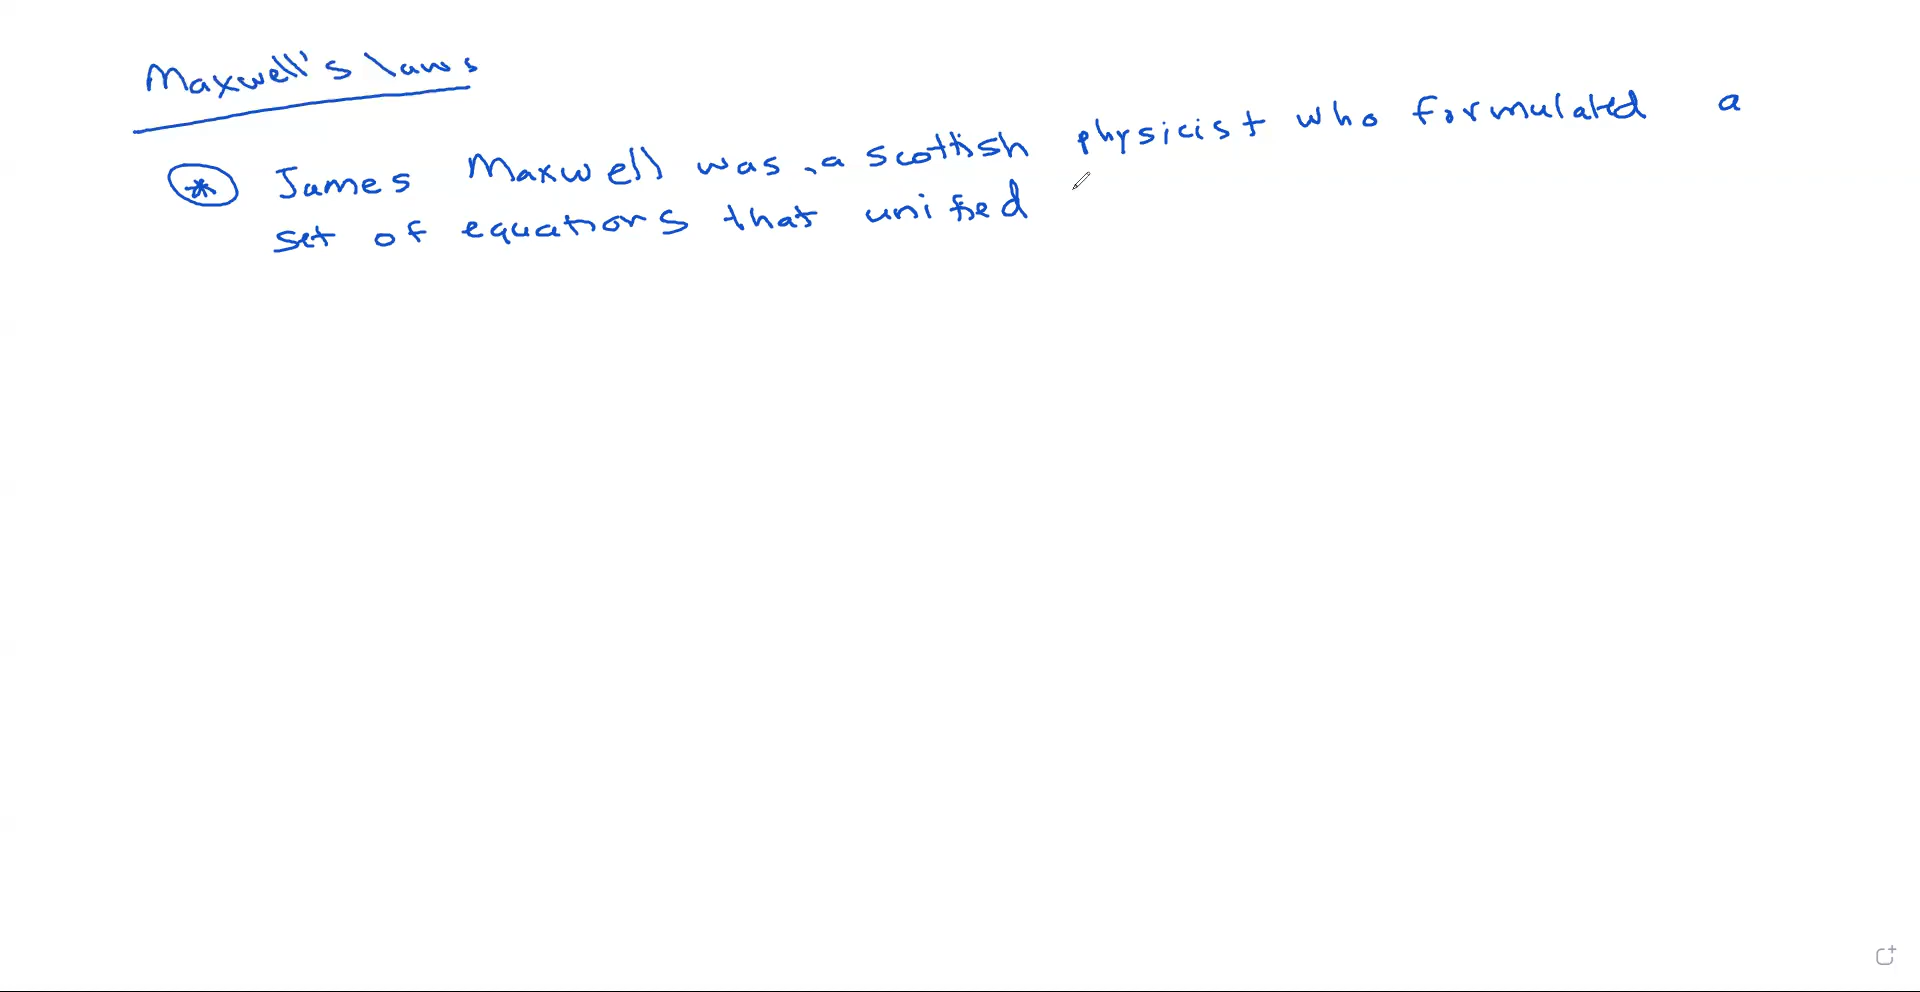 Maxwell's laws
* James Maxwell was a scottish physicist who formulated a
set of equations that unified